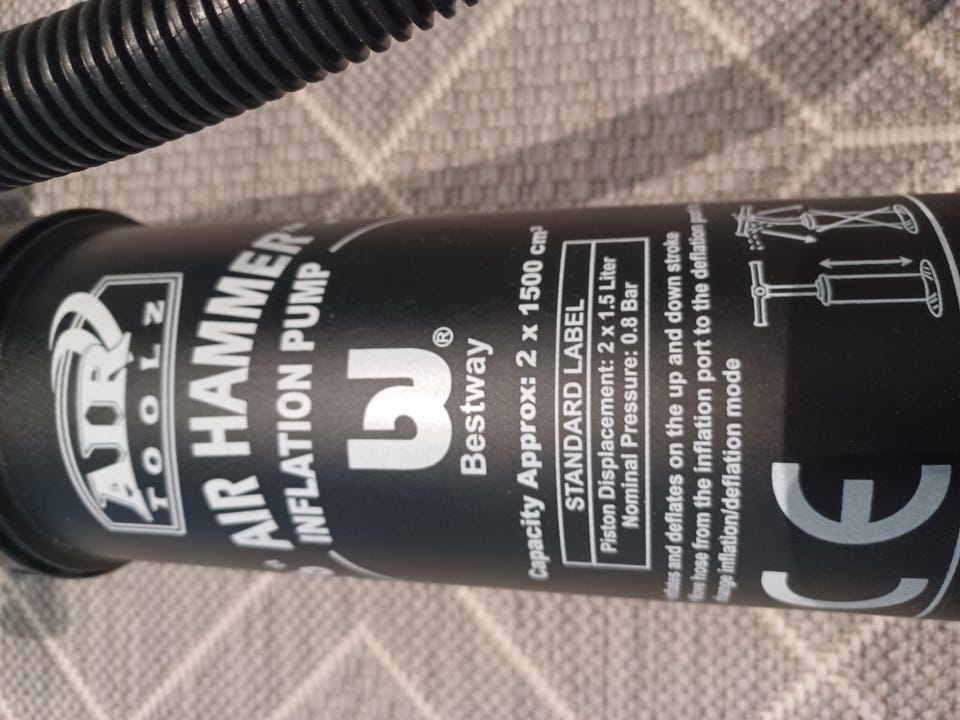 AIR
TOOLZ
AIR HAMMER
INFLATION PUMP
®
Bestway
Capacity Approx: 2 x 1500 cm³
STANDARD LABEL
Piston Displacement: 2 x 1.5 Liter
Nominal Pressure: 0.8 Bar
and deflates on the up and down stroke
hose from the inflation port to the deflation
inflation/deflation mode
CE